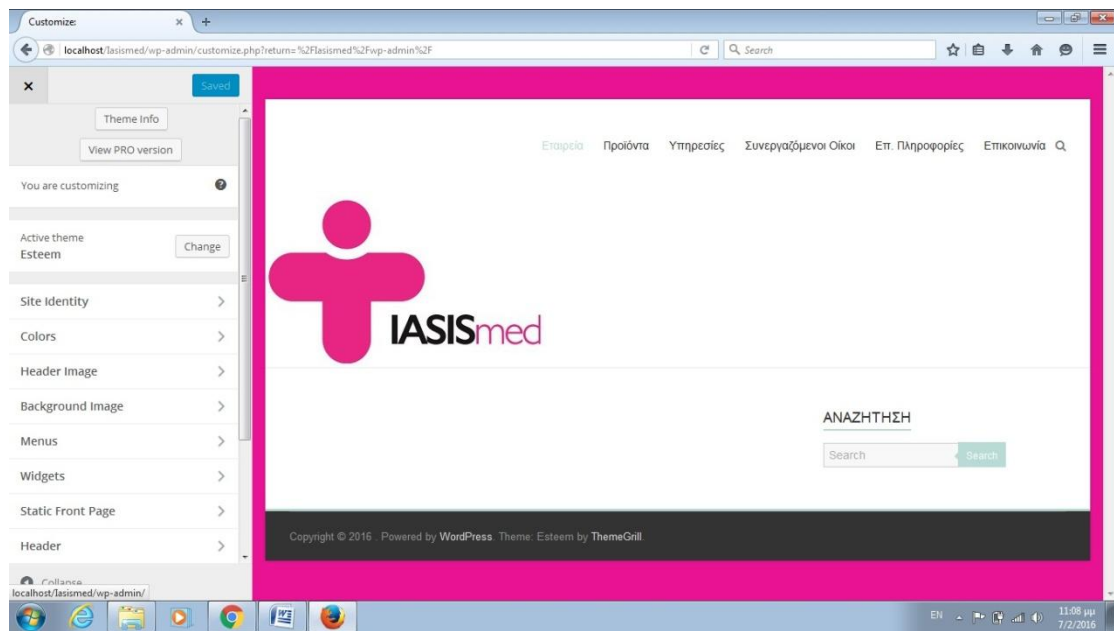 Customize:
localhost/Iasismed/wp-admin/customize.php?return=%2FIasismed%2Fwp-admin%2F
Search
Saved
Theme Info
View PRO version
You are customizing
Active theme
Esteem
Change
Site Identity
Colors
Header Image
Background Image
Menus
Widgets
Static Front Page
Header
Collapse
localhost/Iasismed/wp-admin/
Εταιρεία Προϊόντα Υπηρεσίες Συνεργαζόμενοι Οίκοι Επ. Πληροφορίες Επικοινωνία
IASISmed
ΑΝΑΖΗΤΗΣΗ
Search Search
Copyright © 2016 . Powered by WordPress. Theme: Esteem by ThemeGrill.
EN
11:08 μμ
7/2/2016